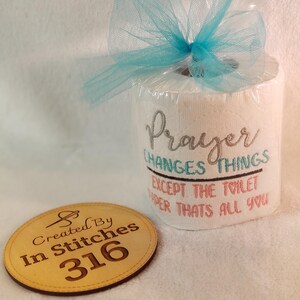 Prayer
CHANGES THINGS
EXCEPT THE TOILET
PAPER THATS ALL YOU
Created By
In Stitches
316